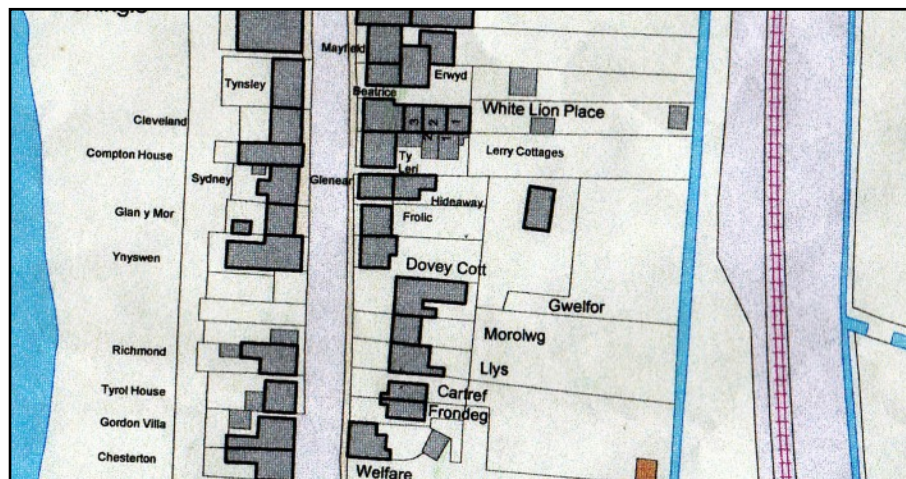 Mayfield
Tynsley
Erwyd
Beatrice
White Lion Place
3 2 1
Cleveland
2 1
Compton House
Ty
Leri
Lerry Cottages
Sydney
Glenear
Hideaway
Glan y Mor
Frolic
Ynyswen
Dovey Cott
Gwelfor
Morolwg
Richmond
Llys
Tyrol House
Cartref
Frondeg
Gordon Villa
Chesterton
Welfare